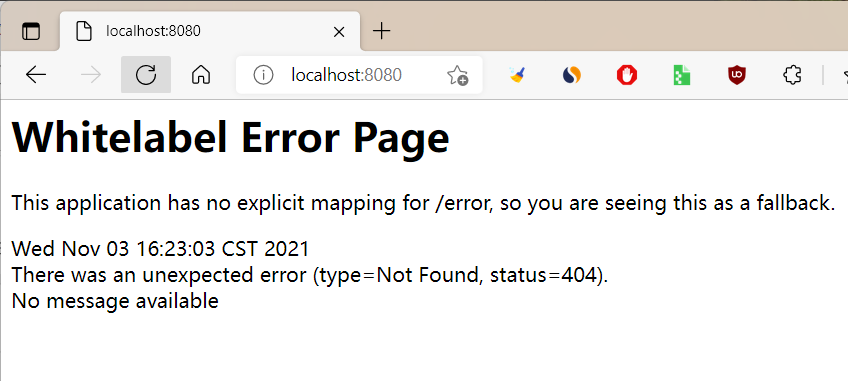 localhost:8080
localhost:8080
Whitelabel Error Page
This application has no explicit mapping for /error, so you are seeing this as a fallback.
Wed Nov 03 16:23:03 CST 2021
There was an unexpected error (type=Not Found, status=404).
No message available